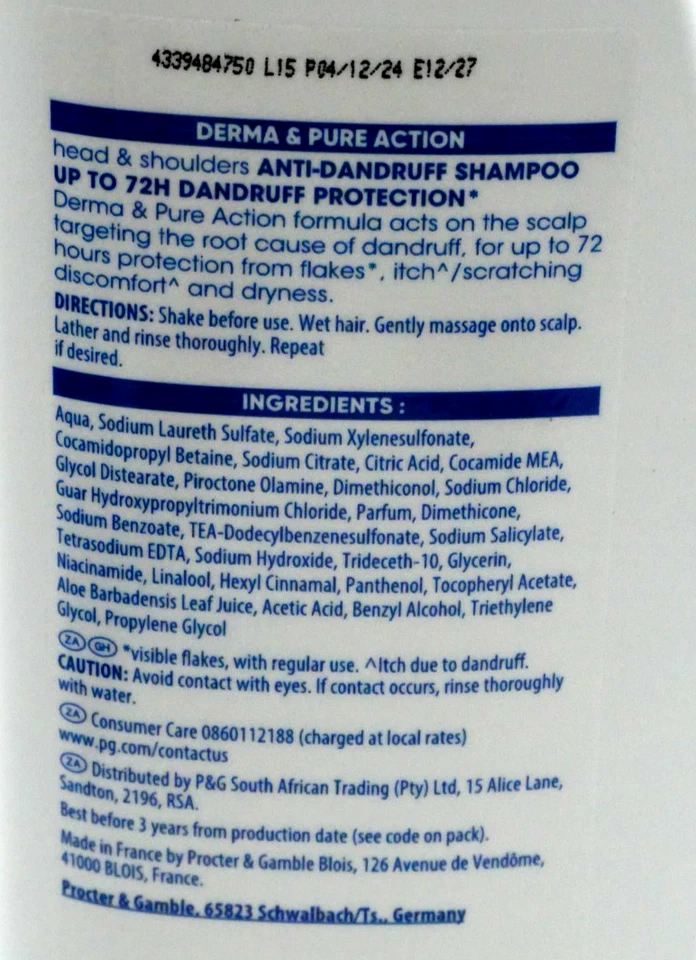 4339484750 L15 P04/12/24 E12/27
DERMA & PURE ACTION
head & shoulders ANTI-DANDRUFF SHAMPOO
UP TO 72H DANDRUFF PROTECTION*
Derma & Pure Action formula acts on the scalp
targeting the root cause of dandruff, for up to 72
hours protection from flakes*, itch^/scratching
discomfort^ and dryness.
DIRECTIONS: Shake before use. Wet hair. Gently massage onto scalp.
Lather and rinse thoroughly. Repeat
if desired.
INGREDIENTS :
Aqua, Sodium Laureth Sulfate, Sodium Xylenesulfonate,
Cocamidopropyl Betaine, Sodium Citrate, Citric Acid, Cocamide MEA,
Glycol Distearate, Piroctone Olamine, Dimethiconol, Sodium Chloride,
Guar Hydroxypropyltrimonium Chloride, Parfum, Dimethicone,
Sodium Benzoate, TEA-Dodecylbenzenesulfonate, Sodium Salicylate,
Tetrasodium EDTA, Sodium Hydroxide, Trideceth-10, Glycerin,
Niacinamide, Linalool, Hexyl Cinnamal, Panthenol, Tocopheryl Acetate,
Aloe Barbadensis Leaf Juice, Acetic Acid, Benzyl Alcohol, Triethylene
Glycol, Propylene Glycol
ZA GH *visible flakes, with regular use. ^Itch due to dandruff.
CAUTION: Avoid contact with eyes. If contact occurs, rinse thoroughly
with water.
ZA Consumer Care 0860112188 (charged at local rates)
www.pg.com/contactus
ZA Distributed by P&G South African Trading (Pty) Ltd, 15 Alice Lane,
Sandton, 2196, RSA.
Best before 3 years from production date (see code on pack).
Made in France by Procter & Gamble Blois, 126 Avenue de Vendôme,
41000 BLOIS, France.
Procter & Gamble, 65823 Schwalbach/Ts., Germany